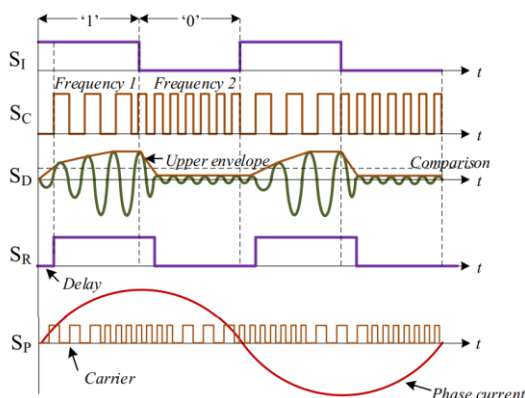 ‘1’ ‘0’
S_I t
Frequency 1 Frequency 2
S_C t
Upper envelope
Comparison
S_D t
S_R t
Delay
S_P t
Carrier
Phase current